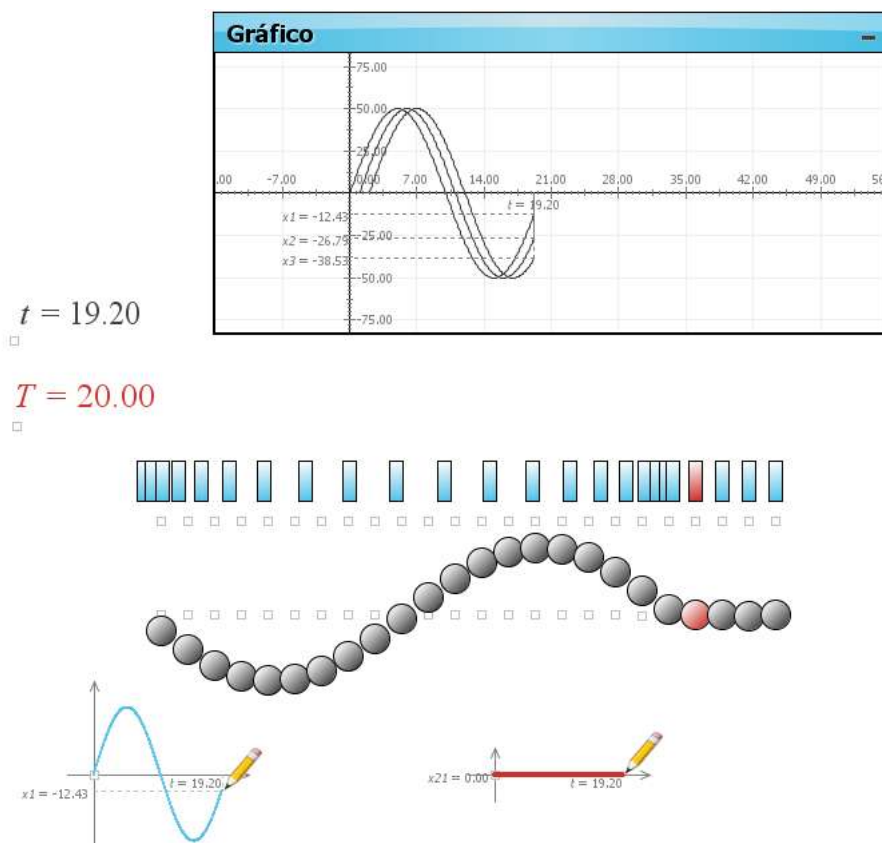 Gráfico
75.00
50.00
25.00
.00 -7.00 0.00 7.00 14.00 21.00 28.00 35.00 42.00 49.00 56
t = 19.20
x1 = -12.43
x2 = -26.79
-25.00
x3 = -38.53
-50.00
-75.00
t = 19.20
T = 20.00
t = 19.20
x1 = -12.43
x21 = 0.00
t = 19.20